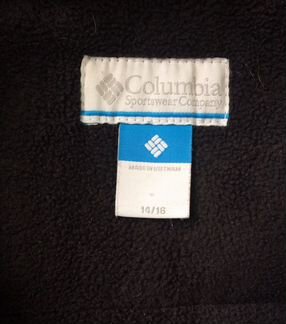 Columbia
Sportswear Company
MADE IN VIETNAM
14/16